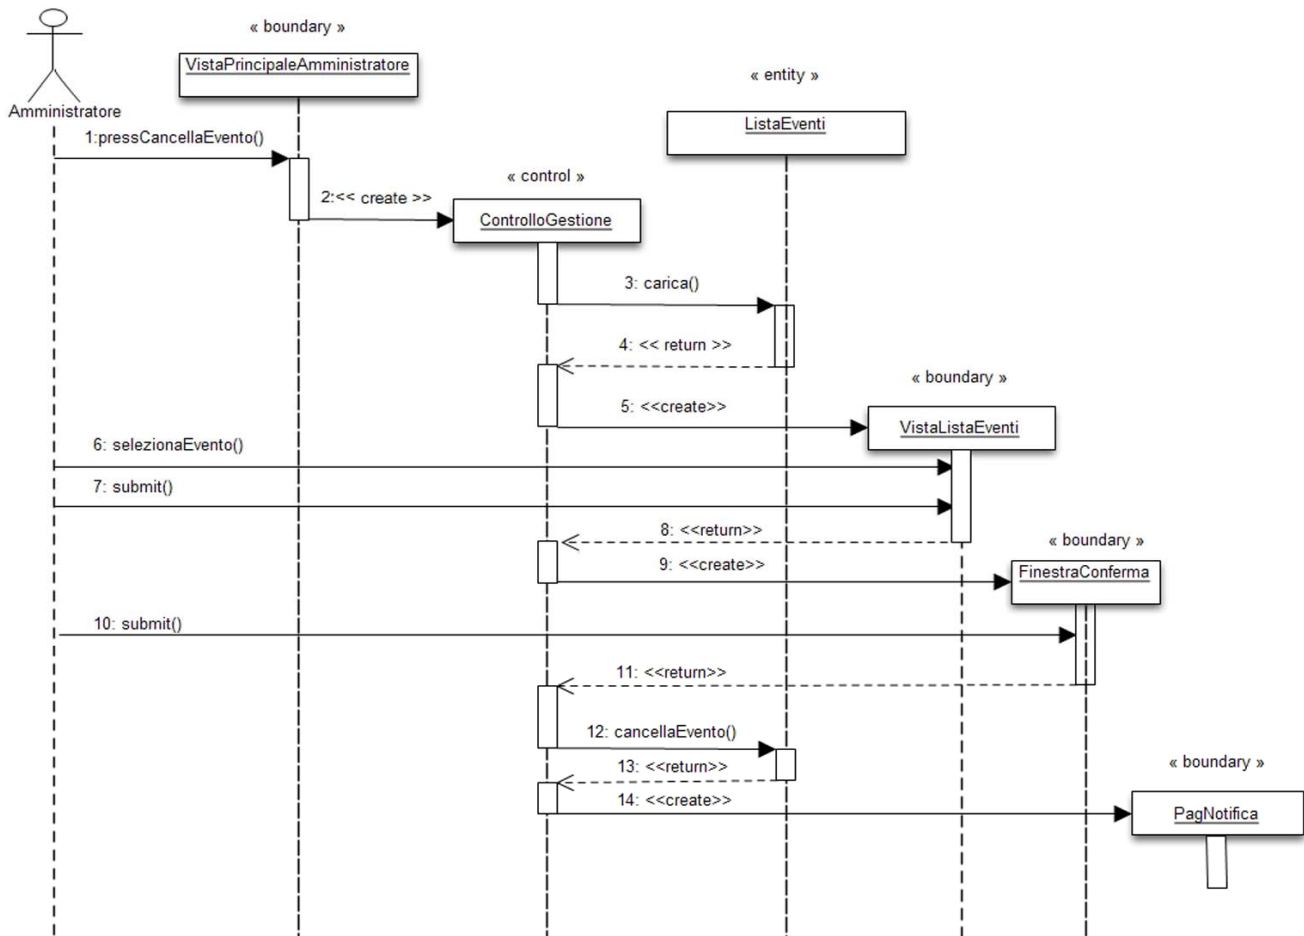 « boundary »
VistaPrincipaleAmministratore
« entity »
Amministratore
ListaEventi
1:pressCancellaEvento()
« control »
2:<< create >>
ControlloGestione
3: carica()
4: << return >>
« boundary »
5: <<create>>
VistaListaEventi
6: selezionaEvento()
7: submit()
8: <<return>>
« boundary »
9: <<create>>
FinestraConferma
10: submit()
11: <<return>>
12: cancellaEvento()
« boundary »
13: <<return>>
14: <<create>>
PagNotifica